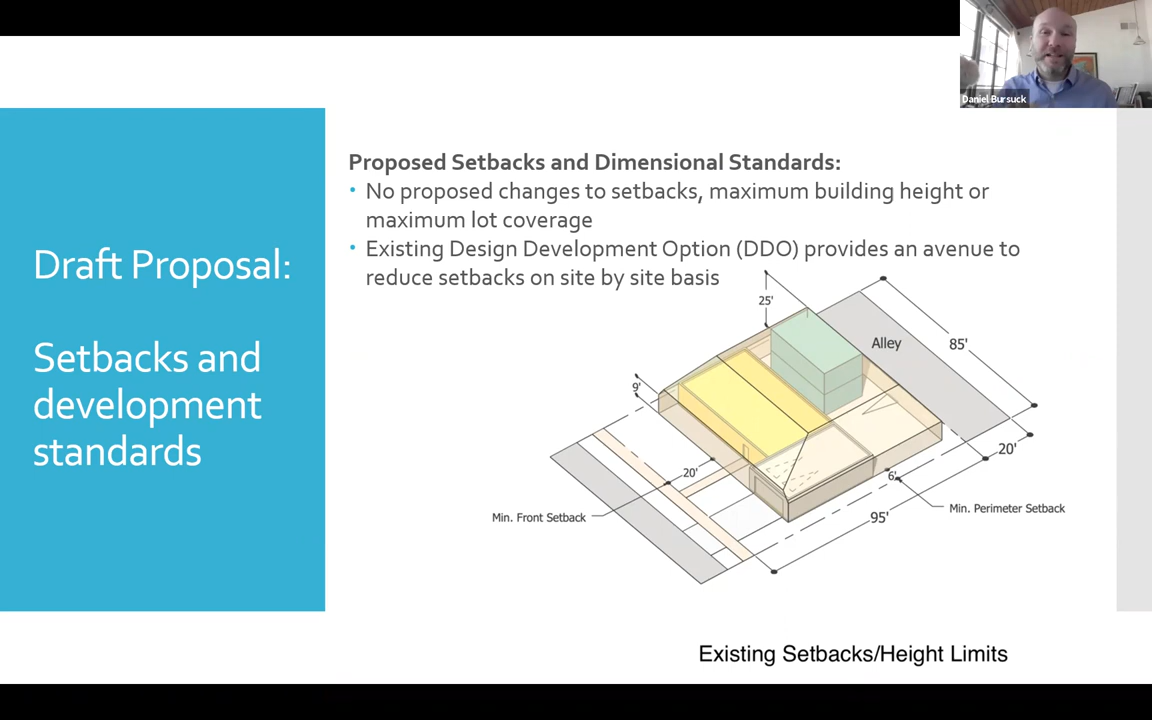 Daniel Bursuck
Draft Proposal:
Setbacks and
development
standards
Proposed Setbacks and Dimensional Standards:
• No proposed changes to setbacks, maximum building height or
maximum lot coverage
• Existing Design Development Option (DDO) provides an avenue to
reduce setbacks on site by site basis
25'
Alley
85'
9'
20'
20'
6'
Min. Front Setback
95'
Min. Perimeter Setback
Existing Setbacks/Height Limits